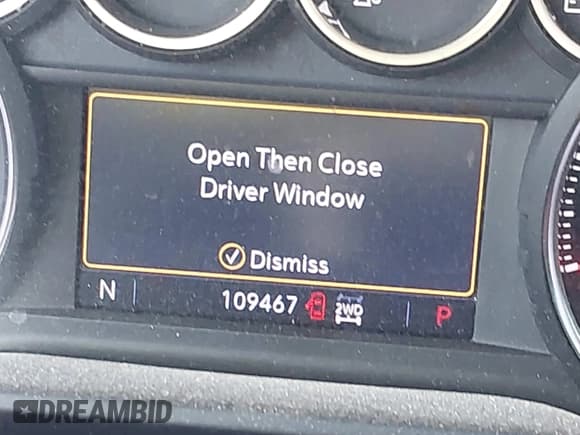 Open Then Close
Driver Window
Dismiss
N 109467 2WD P
DREAMBID